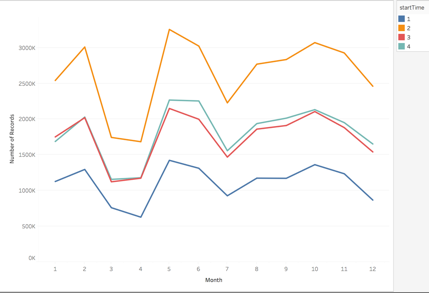 startTime
1
2
3
4
3000K
2500K
2000K
1500K
1000K
500K
0K
Number of Records
1 2 3 4 5 6 7 8 9 10 11 12
Month